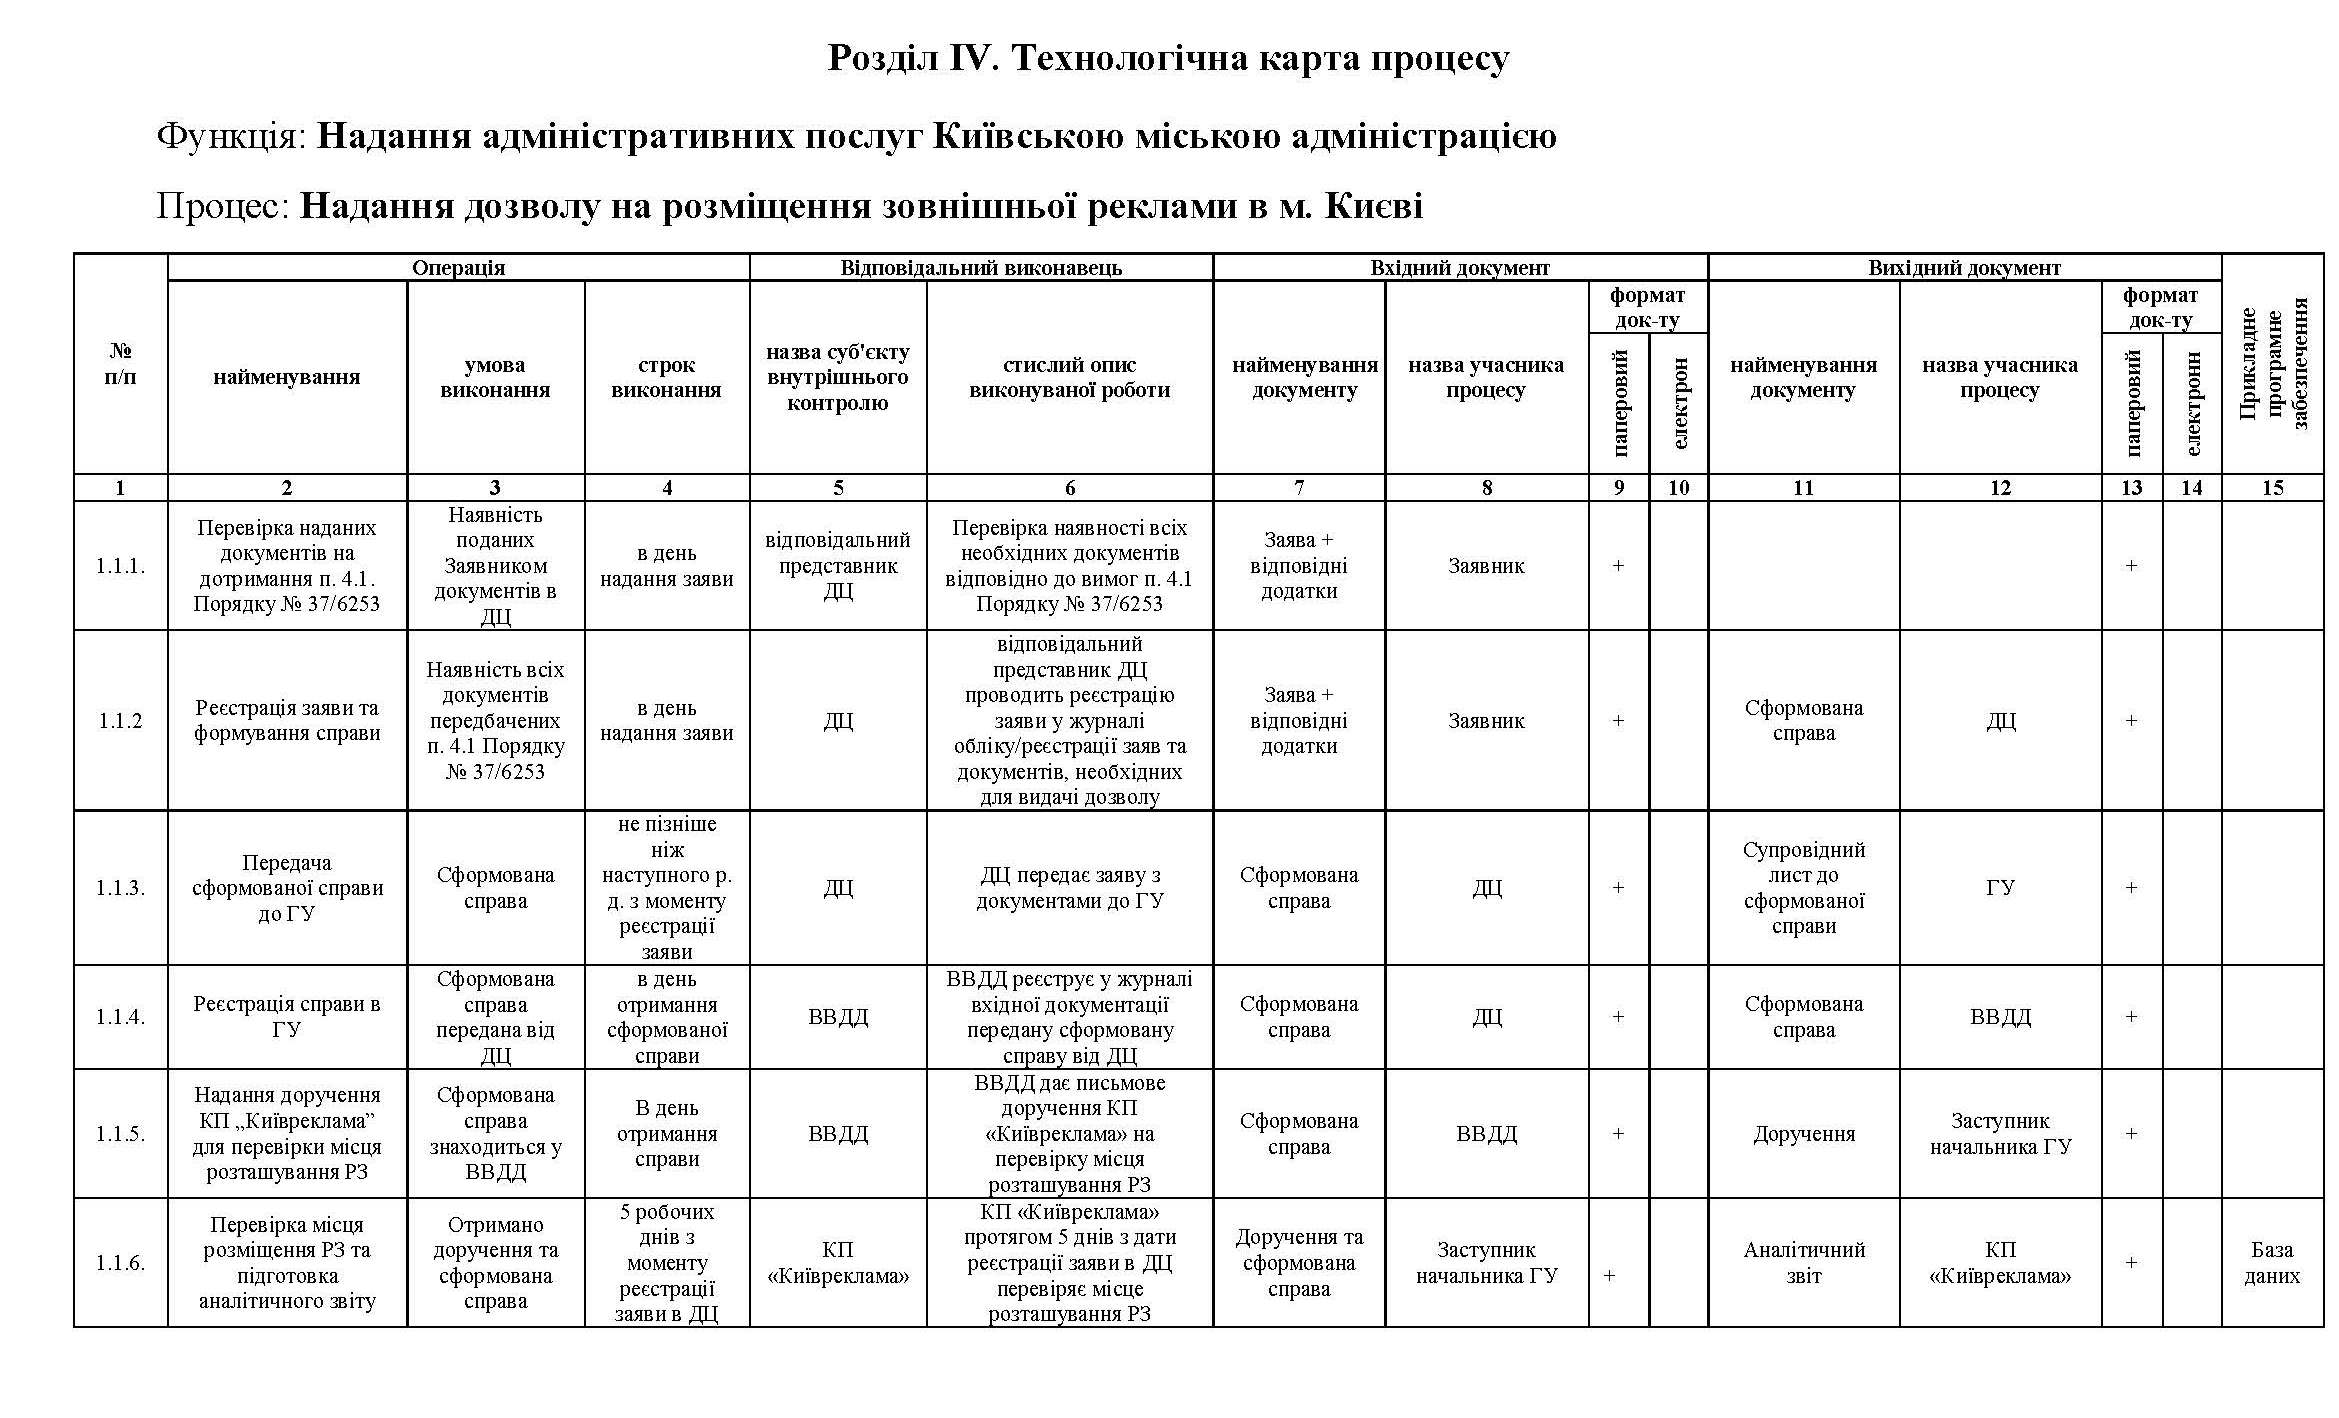 Розділ IV. Технологічна карта процесу
Функція: Надання адміністративних послуг Київською міською адміністрацією
Процес: Надання дозволу на розміщення зовнішньої реклами в м. Києві
№
п/п
Операція
Відповідальний виконавець
Вхідний документ
Вихідний документ
Прикладне
програмне
забезпечення
найменування
умова
виконання
строк
виконання
назва суб'єкту
внутрішнього
контролю
стислий опис
виконуваної роботи
найменування
документу
назва учасника
процесу
формат
док-ту
паперовий
електрон
найменування
документу
назва учасника
процесу
формат
док-ту
паперовий
електронн
1 2 3 4 5 6 7 8 9 10 11 12 13 14 15
1.1.1.
Перевірка наданих
документів на
дотримання п. 4.1.
Порядку № 37/6253
Наявність
поданих
Заявником
документів в
ДЦ
в день
надання заяви
відповідальний
представник
ДЦ
Перевірка наявності всіх
необхідних документів
відповідно до вимог п. 4.1
Порядку № 37/6253
Заява +
відповідні
додатки
Заявник
+
+
1.1.2
Реєстрація заяви та
формування справи
Наявність всіх
документів
передбачених
п. 4.1 Порядку
№ 37/6253
в день
надання заяви
ДЦ
відповідальний
представник ДЦ
проводить реєстрацію
заяви у журналі
обліку/реєстрації заяв та
документів, необхідних
для видачі дозволу
Заява +
відповідні
додатки
Заявник
+
Сформована
справа
ДЦ
+
1.1.3.
Передача
сформованої справи
до ГУ
Сформована
справа
не пізніше
ніж
наступного р.
д. з моменту
реєстрації
заяви
ДЦ
ДЦ передає заяву з
документами до ГУ
Сформована
справа
ДЦ
+
Супровідний
лист до
сформованої
справи
ГУ
+
1.1.4.
Реєстрація справи в
ГУ
Сформована
справа
передана від
ДЦ
в день
отримання
сформованої
справи
ВВДД
ВВДД реєструє у журналі
вхідної документації
передану сформовану
справу від ДЦ
Сформована
справа
ДЦ
+
Сформована
справа
ВВДД
+
1.1.5.
Надання доручення
КП „Київреклама”
для перевірки місця
розташування РЗ
Сформована
справа
знаходиться у
ВВДД
В день
отримання
справи
ВВДД
ВВДД дає письмове
доручення КП
«Київреклама» на
перевірку місця
розташування РЗ
Сформована
справа
ВВДД
+
Доручення
Заступник
начальника ГУ
+
1.1.6.
Перевірка місця
розміщення РЗ та
підготовка
аналітичного звіту
Отримано
доручення та
сформована
справа
5 робочих
днів з
моменту
реєстрації
заяви в ДЦ
КП
«Київреклама»
КП «Київреклама»
протягом 5 днів з дати
реєстрації заяви в ДЦ
перевіряє місце
розташування РЗ
Доручення та
сформована
справа
Заступник
начальника ГУ
+
Аналітичний
звіт
КП
«Київреклама»
+
База
даних